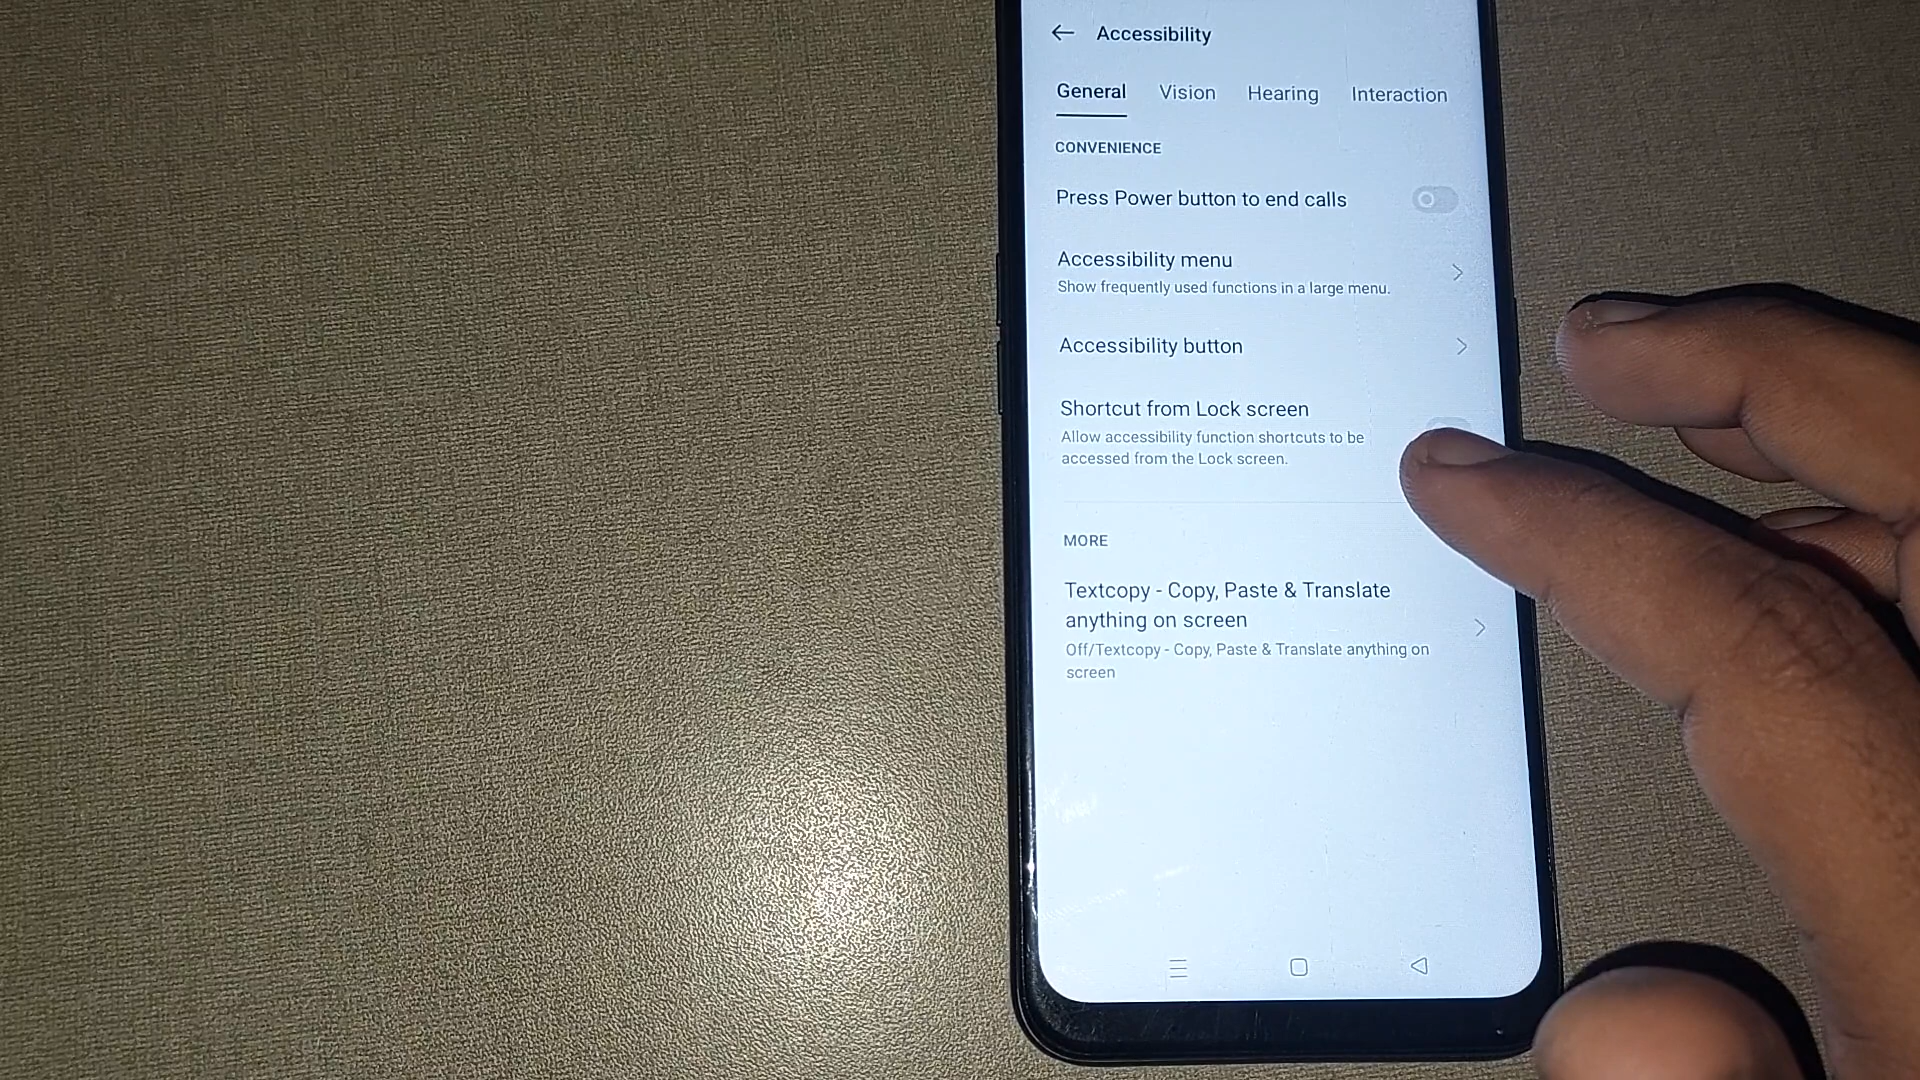 Accessibility
General Vision Hearing Interaction
CONVENIENCE
Press Power button to end calls
Accessibility menu
Show frequently used functions in a large menu.
Accessibility button
Shortcut from Lock screen
Allow accessibility function shortcuts to be
accessed from the Lock screen.
MORE
Textcopy - Copy, Paste & Translate
anything on screen
Off/Textcopy - Copy, Paste & Translate anything on
screen